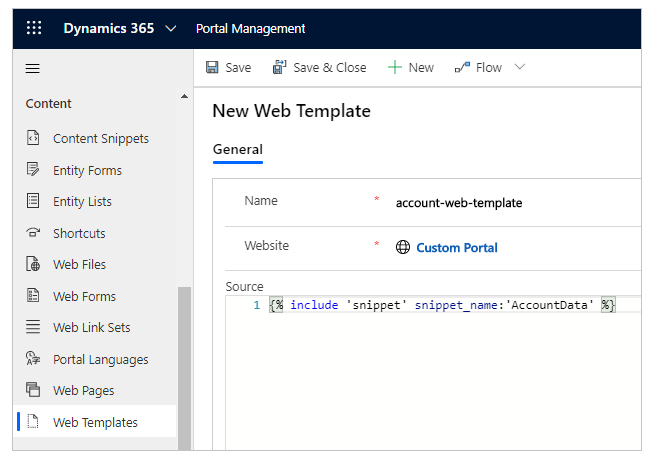 Dynamics 365 Portal Management
Save Save & Close New Flow
Content
Content Snippets
Entity Forms
Entity Lists
Shortcuts
Web Files
Web Forms
Web Link Sets
Portal Languages
Web Pages
Web Templates
New Web Template
General
Name * account-web-template
Website * Custom Portal
Source
1 {% include 'snippet' snippet_name:'AccountData' %}